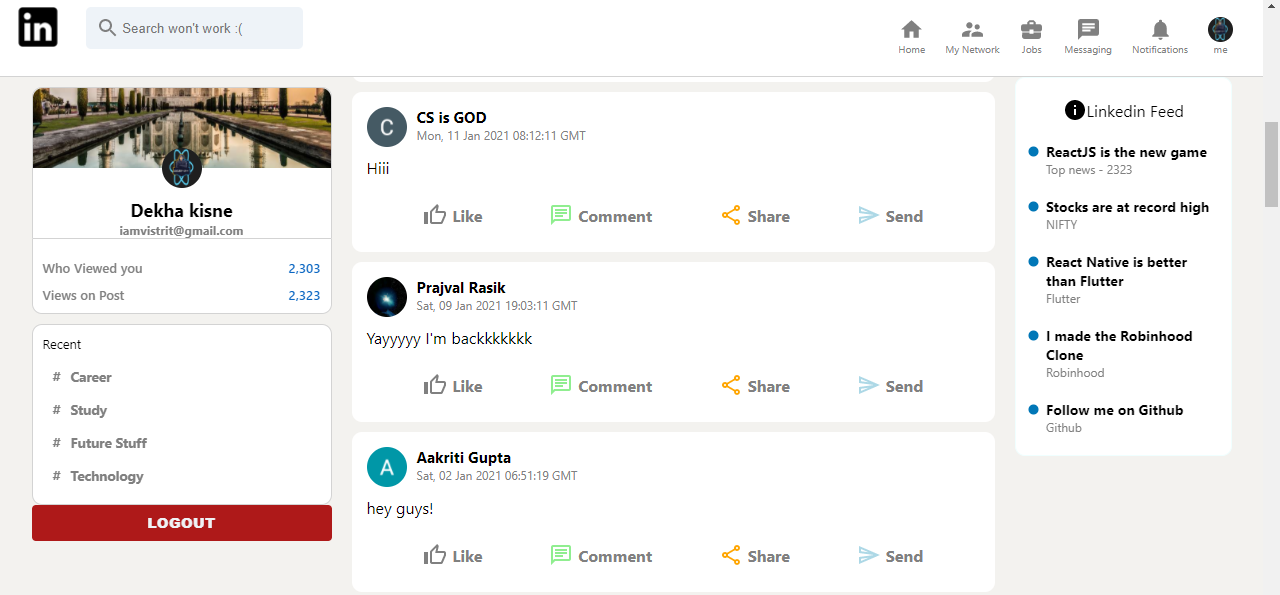 in
Search won't work :(
Home
My Network
Jobs
Messaging
Notifications
me
Dekha kisne
iamvistrit@gmail.com
Who Viewed you 2,303
Views on Post 2,323
Recent
# Career
# Study
# Future Stuff
# Technology
LOGOUT
C
CS is GOD
Mon, 11 Jan 2021 08:12:11 GMT
Hiii
Like Comment Share Send
Prajval Rasik
Sat, 09 Jan 2021 19:03:11 GMT
Yayyyyy I'm backkkkkkk
Like Comment Share Send
A
Aakriti Gupta
Sat, 02 Jan 2021 06:51:19 GMT
hey guys!
Like Comment Share Send
Linkedin Feed
ReactJS is the new game
Top news - 2323
Stocks are at record high
NIFTY
React Native is better
than Flutter
Flutter
I made the Robinhood
Clone
Robinhood
Follow me on Github
Github